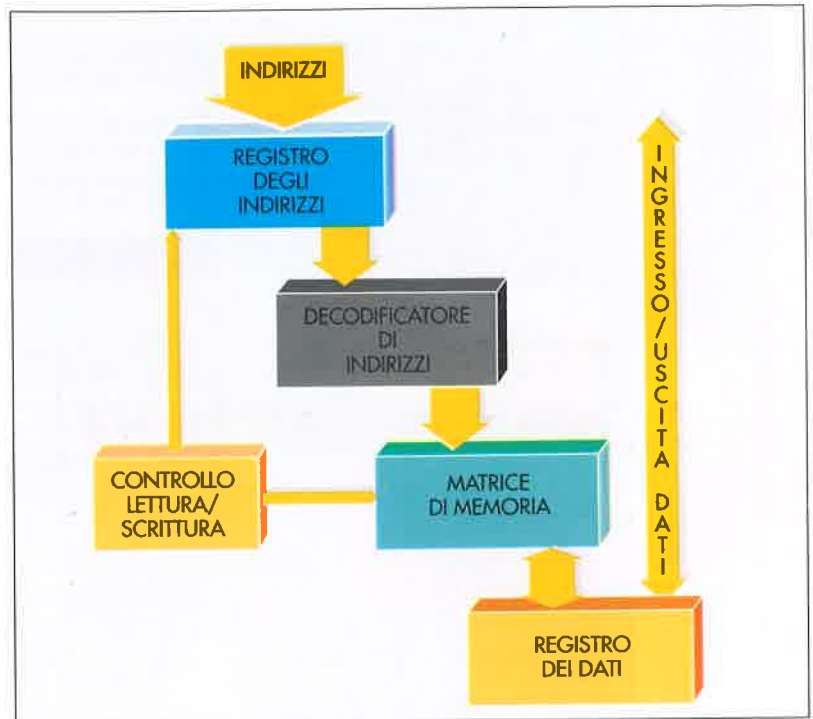 INDIRIZZI
REGISTRO
DEGLI
INDIRIZZI
DECODIFICATORE
DI
INDIRIZZI
CONTROLLO
LETTURA/
SCRITTURA
MATRICE
DI MEMORIA
REGISTRO
DEI DATI
INGRESSO/USCITA DATI